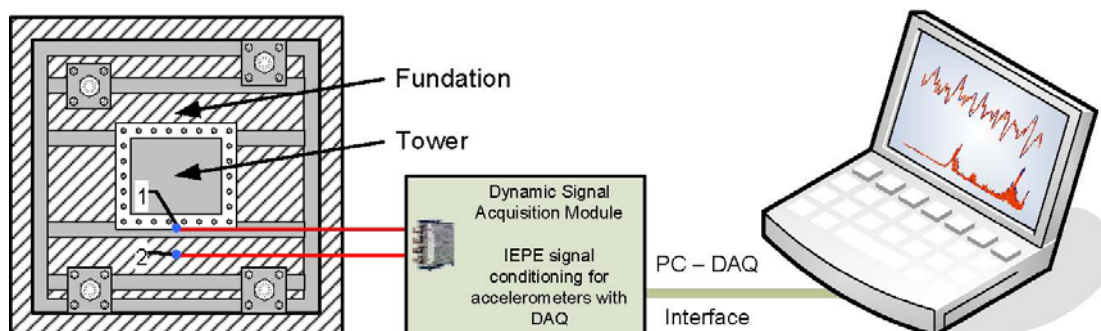 Fundation
Tower
1
2
Dynamic Signal
Acquisition Module
IEPE signal
conditioning for
accelerometers with
DAQ
PC – DAQ
Interface